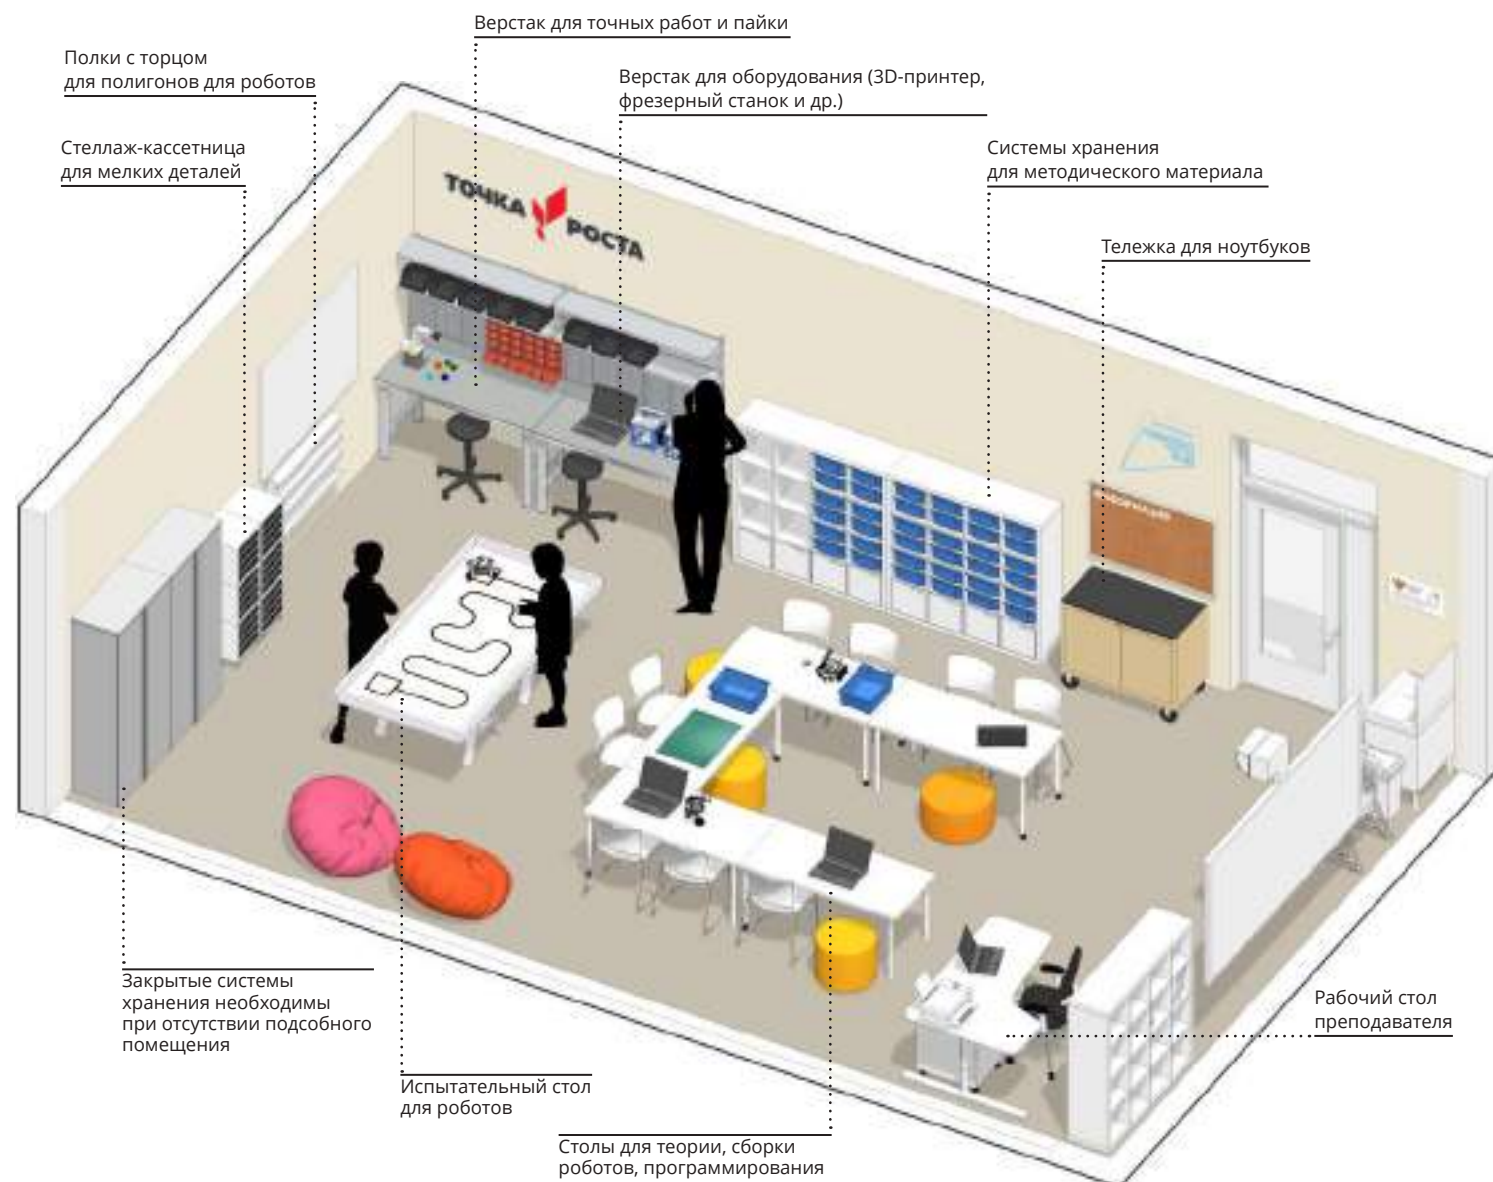 Верстак для точных работ и пайки
Полки с торцом
для полигонов для роботов
Верстак для оборудования (3D-принтер,
фрезерный станок и др.)
Стеллаж-кассетница
для мелких деталей
Системы хранения
для методического материала
ТОЧКА РОСТА
Тележка для ноутбуков
ИНФОРМАЦИЯ
Закрытые системы
хранения необходимы
при отсутствии подсобного
помещения
Рабочий стол
преподавателя
Испытательный стол
для роботов
Столы для теории, сборки
роботов, программирования